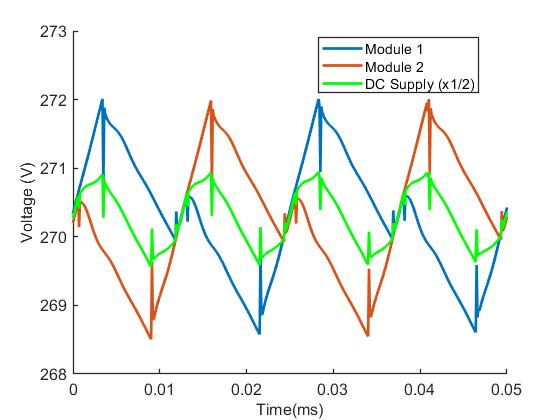 273
Module 1
Module 2
DC Supply (x1/2)
272
271
Voltage (V)
270
269
268
0
0.01
0.02
0.03
0.04
0.05
Time(ms)